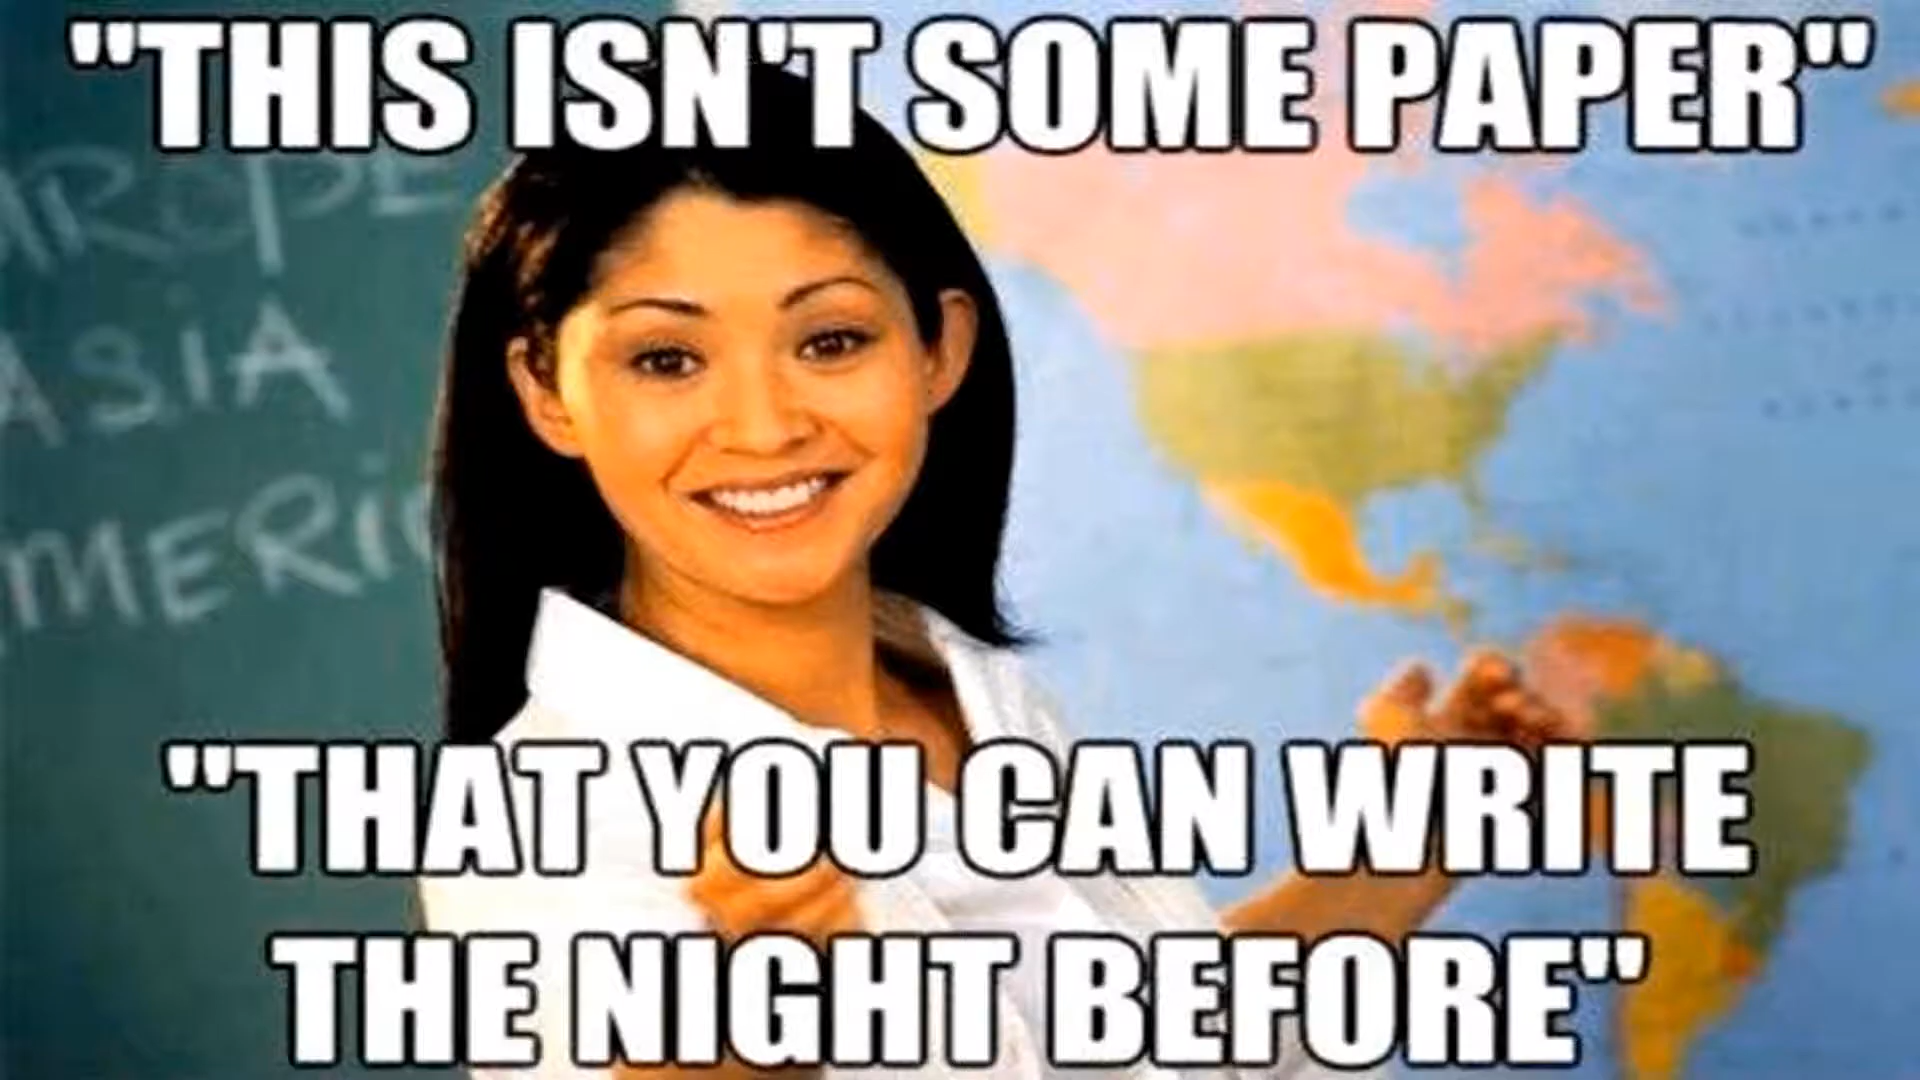 "THIS ISN'T SOME PAPER"
ASIA
"THAT YOU CAN WRITE
THE NIGHT BEFORE"